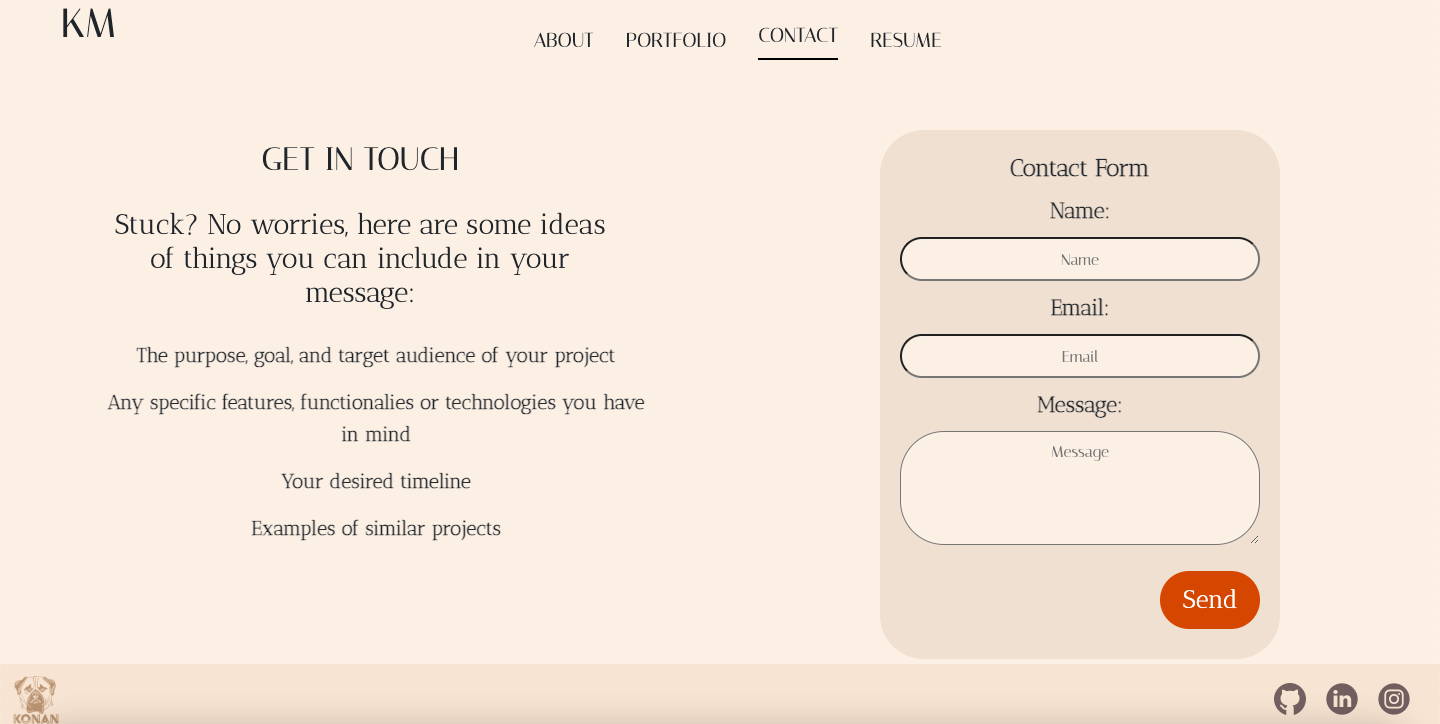 KM
ABOUT PORTFOLIO CONTACT RESUME
GET IN TOUCH
Stuck? No worries, here are some ideas
of things you can include in your
message:
The purpose, goal, and target audience of your project
Any specific features, functionalies or technologies you have
in mind
Your desired timeline
Examples of similar projects
Contact Form
Name:
Name
Email:
Email
Message:
Message
Send
KONAN
in